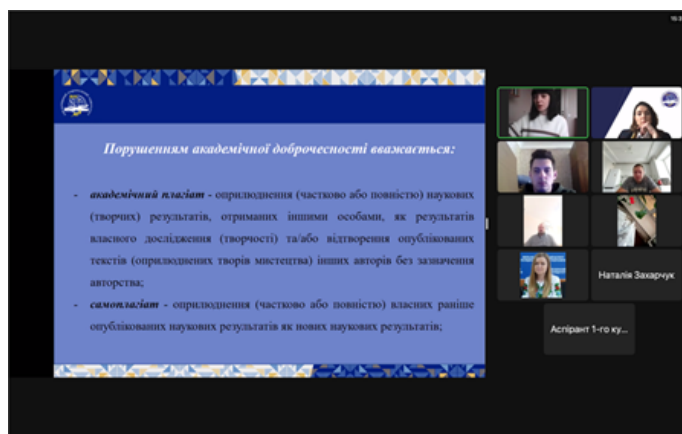 Порушенням академічної доброчесності вважається:
- академічний плагіат - оприлюднення (частково або повністю) наукових
(творчих) результатів, отриманих іншими особами, як результатів
власного дослідження (творчості) та/або відтворення опублікованих
текстів (оприлюднених творів мистецтва) інших авторів без зазначення
авторства;
- самоплагіат - оприлюднення (частково або повністю) власних раніше
опублікованих наукових результатів як нових наукових результатів;
Наталія Захарчук
Аспірант 1-го ку...